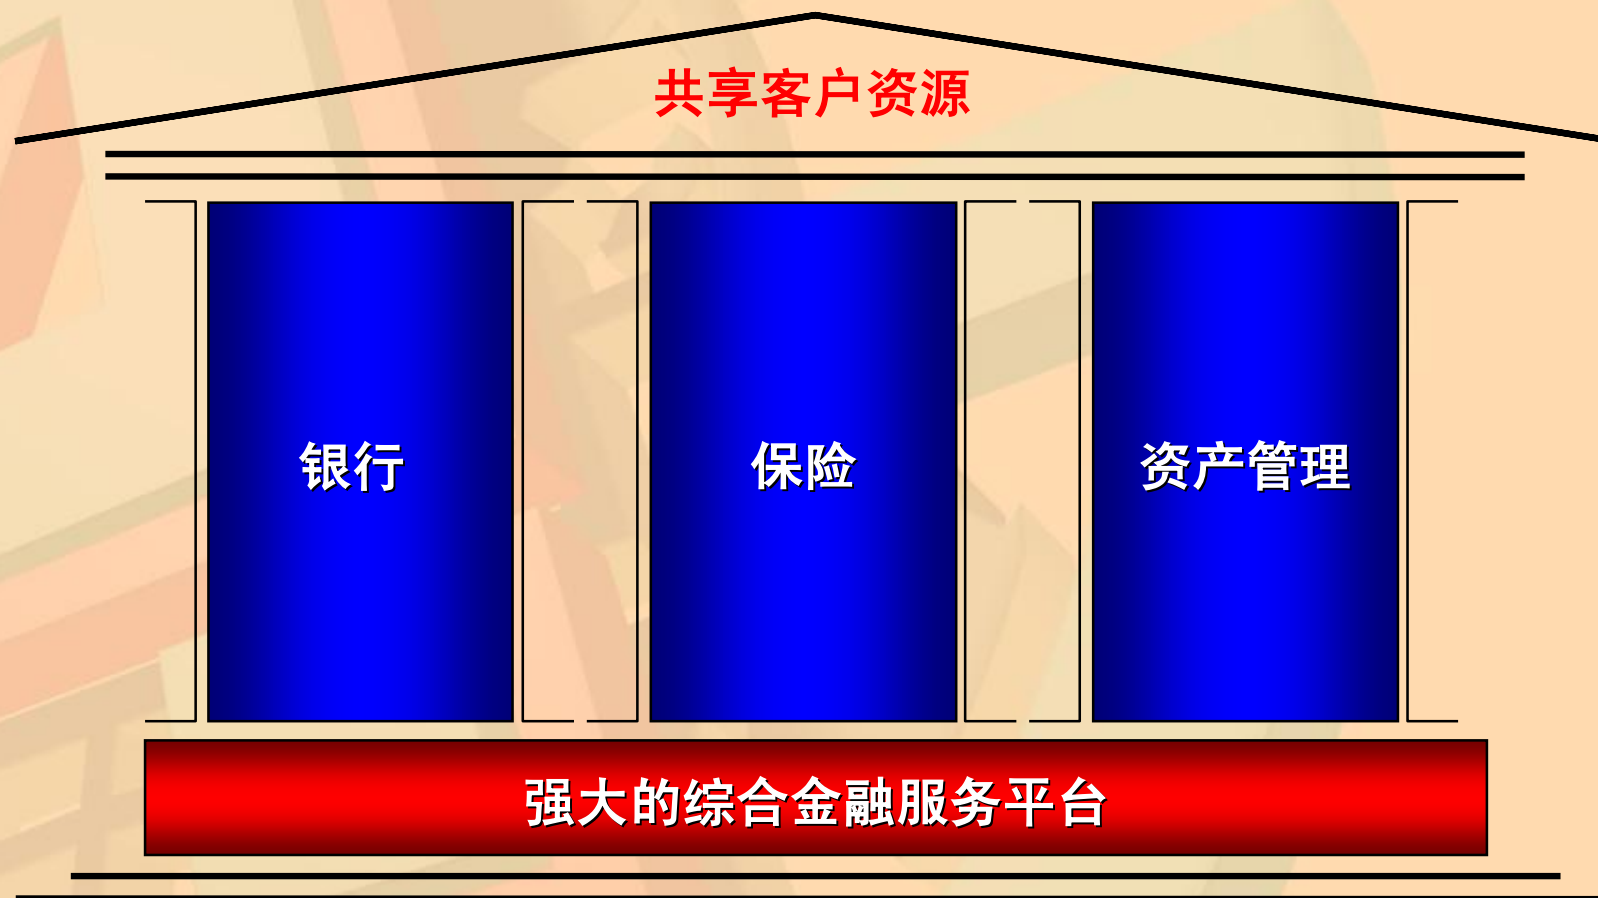 共享客户资源
银行
保险
资产管理
强大的综合金融服务平台